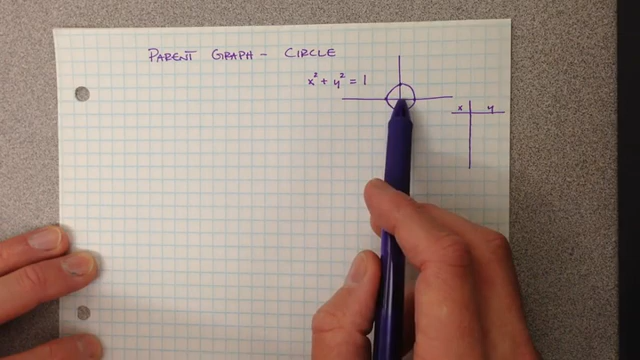 PARENT GRAPH - CIRCLE
x² + y² = 1
x y